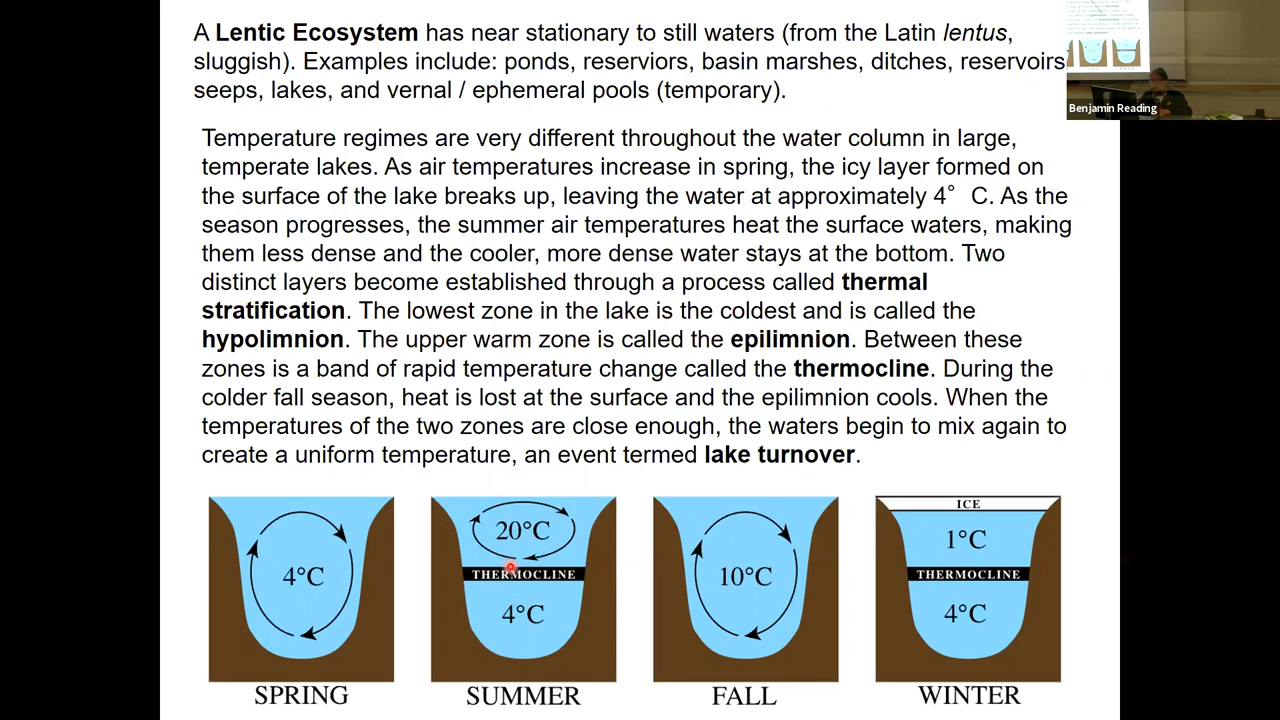 A Lentic Ecosystem has near stationary to still waters (from the Latin lentus,
sluggish). Examples include: ponds, reserviors, basin marshes, ditches, reservoirs
seeps, lakes, and vernal / ephemeral pools (temporary).
Benjamin Reading
Temperature regimes are very different throughout the water column in large,
temperate lakes. As air temperatures increase in spring, the icy layer formed on
the surface of the lake breaks up, leaving the water at approximately 4° C. As the
season progresses, the summer air temperatures heat the surface waters, making
them less dense and the cooler, more dense water stays at the bottom. Two
distinct layers become established through a process called thermal
stratification. The lowest zone in the lake is the coldest and is called the
hypolimnion. The upper warm zone is called the epilimnion. Between these
zones is a band of rapid temperature change called the thermocline. During the
colder fall season, heat is lost at the surface and the epilimnion cools. When the
temperatures of the two zones are close enough, the waters begin to mix again to
create a uniform temperature, an event termed lake turnover.
4°C
SPRING
20°C
THERMOCLINE
4°C
SUMMER
10°C
FALL
ICE
1°C
THERMOCLINE
4°C
WINTER